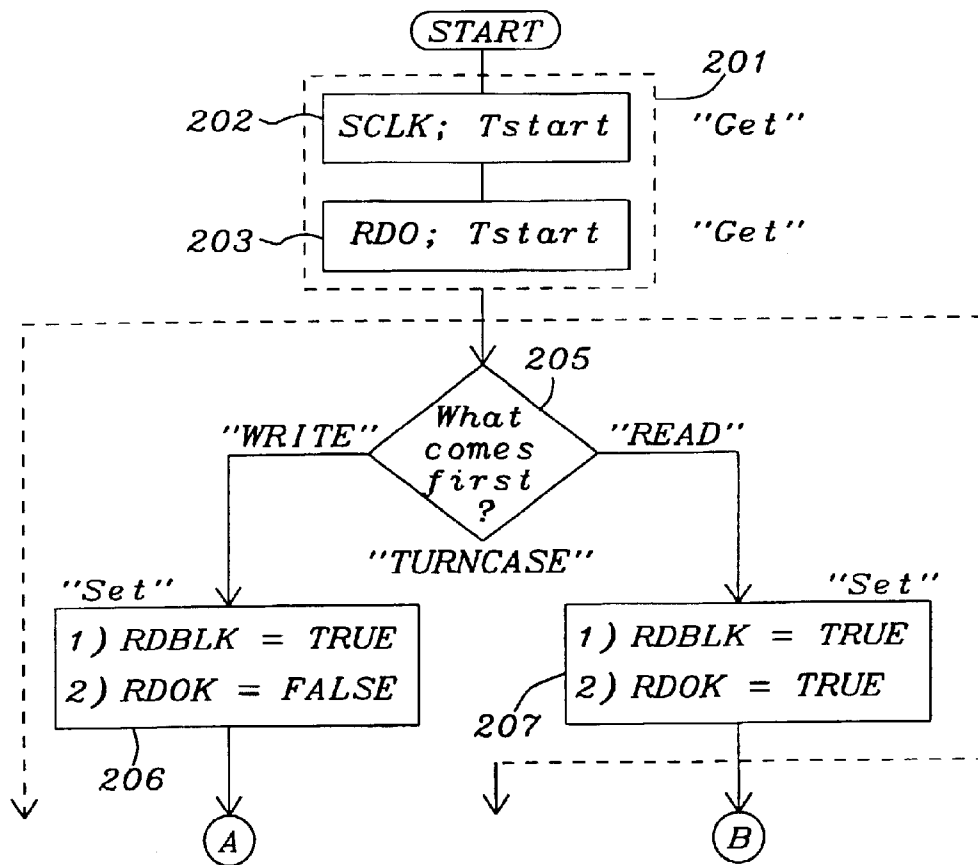 START
201
202
SCLK; Tstart
"Get"
203
RDO; Tstart
"Get"
205
"WRITE"
What
comes
first
?
"READ"
"TURNCASE"
"Set"
1) RDBLK = TRUE
2) RDOK = FALSE
206
"Set"
1) RDBLK = TRUE
2) RDOK = TRUE
207
A
B